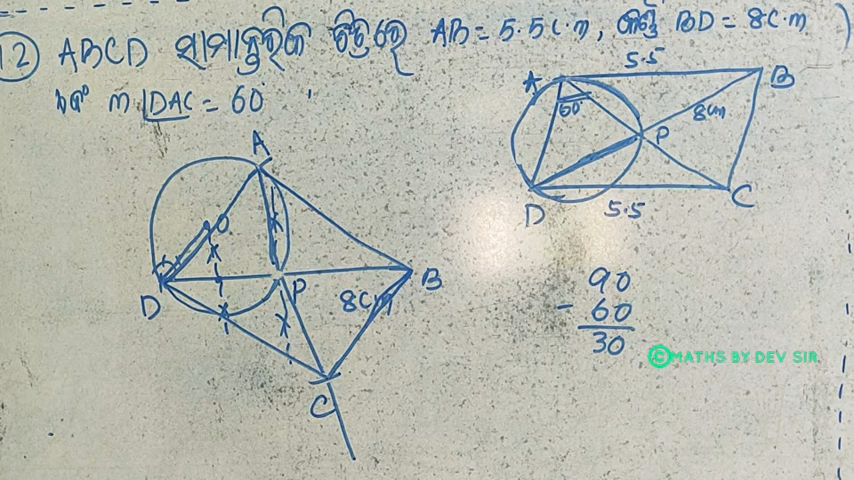 12 ABCD ସାମାନ୍ତରିକ ଚିତ୍ରରେ AB = 5.5 C.m, କର୍ଣ୍ଣ BD = 8 C.m
ଏବଂ m∠DAC = 60
5.5
A
B
60°
8cm
P
D
5.5
C
A
O
D
P
B
8cm
C
90
- 60
30
©MATHS BY DEV SIR